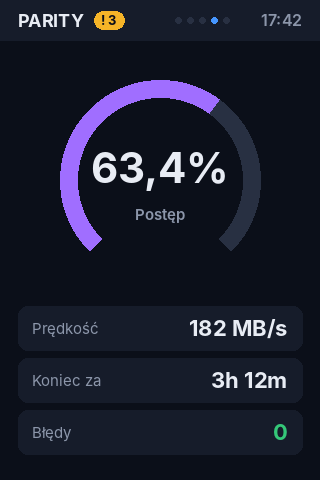 PARITY ! 3 17:42
63,4%
Postęp
Prędkość 182 MB/s
Koniec za 3h 12m
Błędy 0